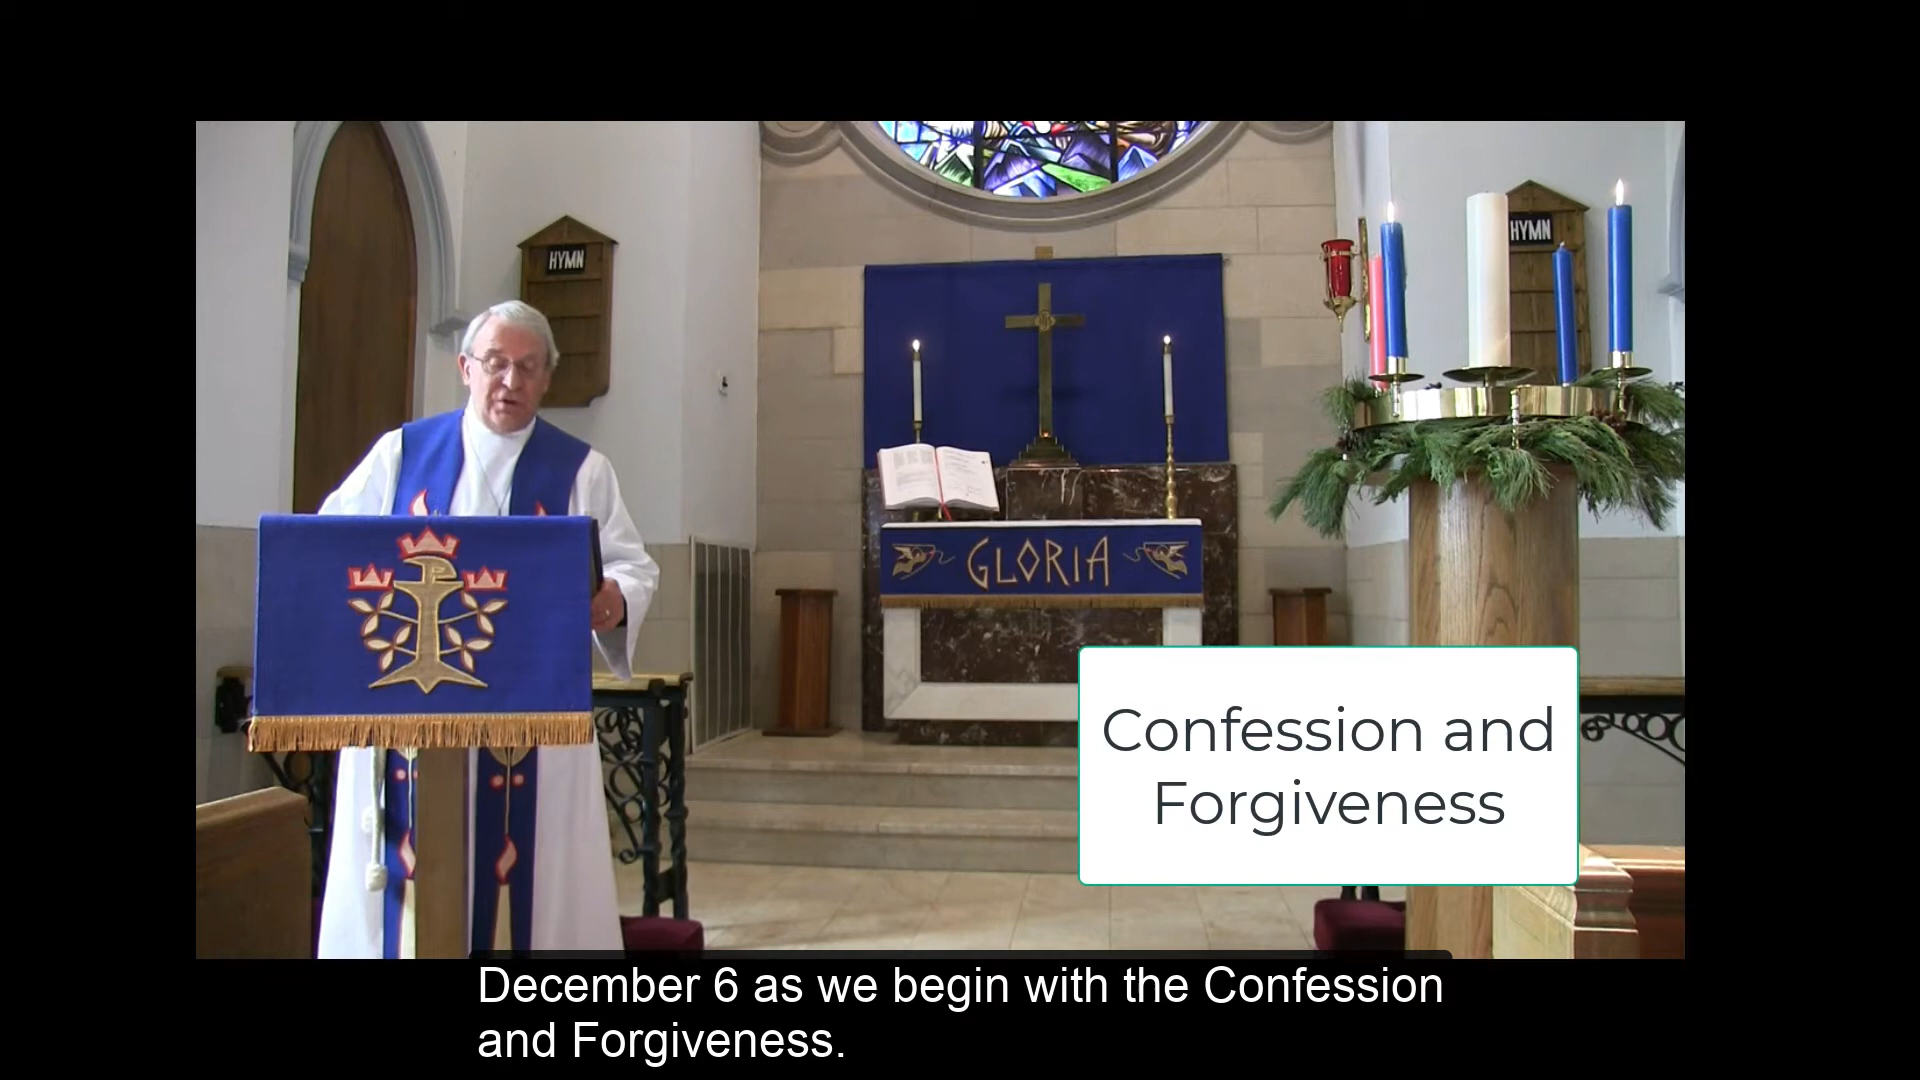 HYMN
HYMN
GLORIA
Confession and
Forgiveness
December 6 as we begin with the Confession
and Forgiveness.